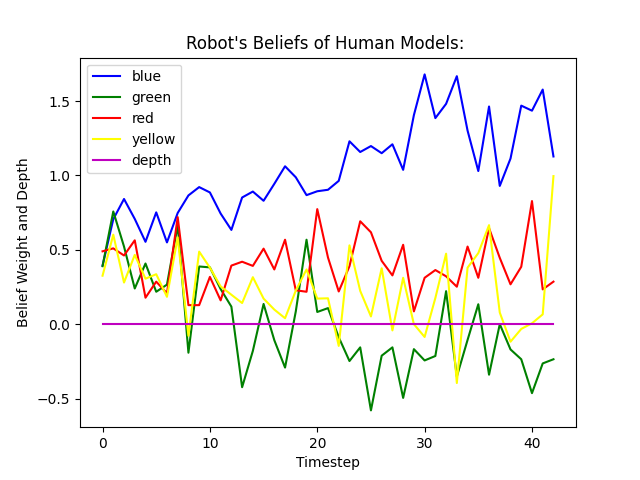 Robot's Beliefs of Human Models:
blue
green
red
yellow
depth
Belief Weight and Depth
1.5
1.0
0.5
0.0
−0.5
0
10
20
30
40
Timestep